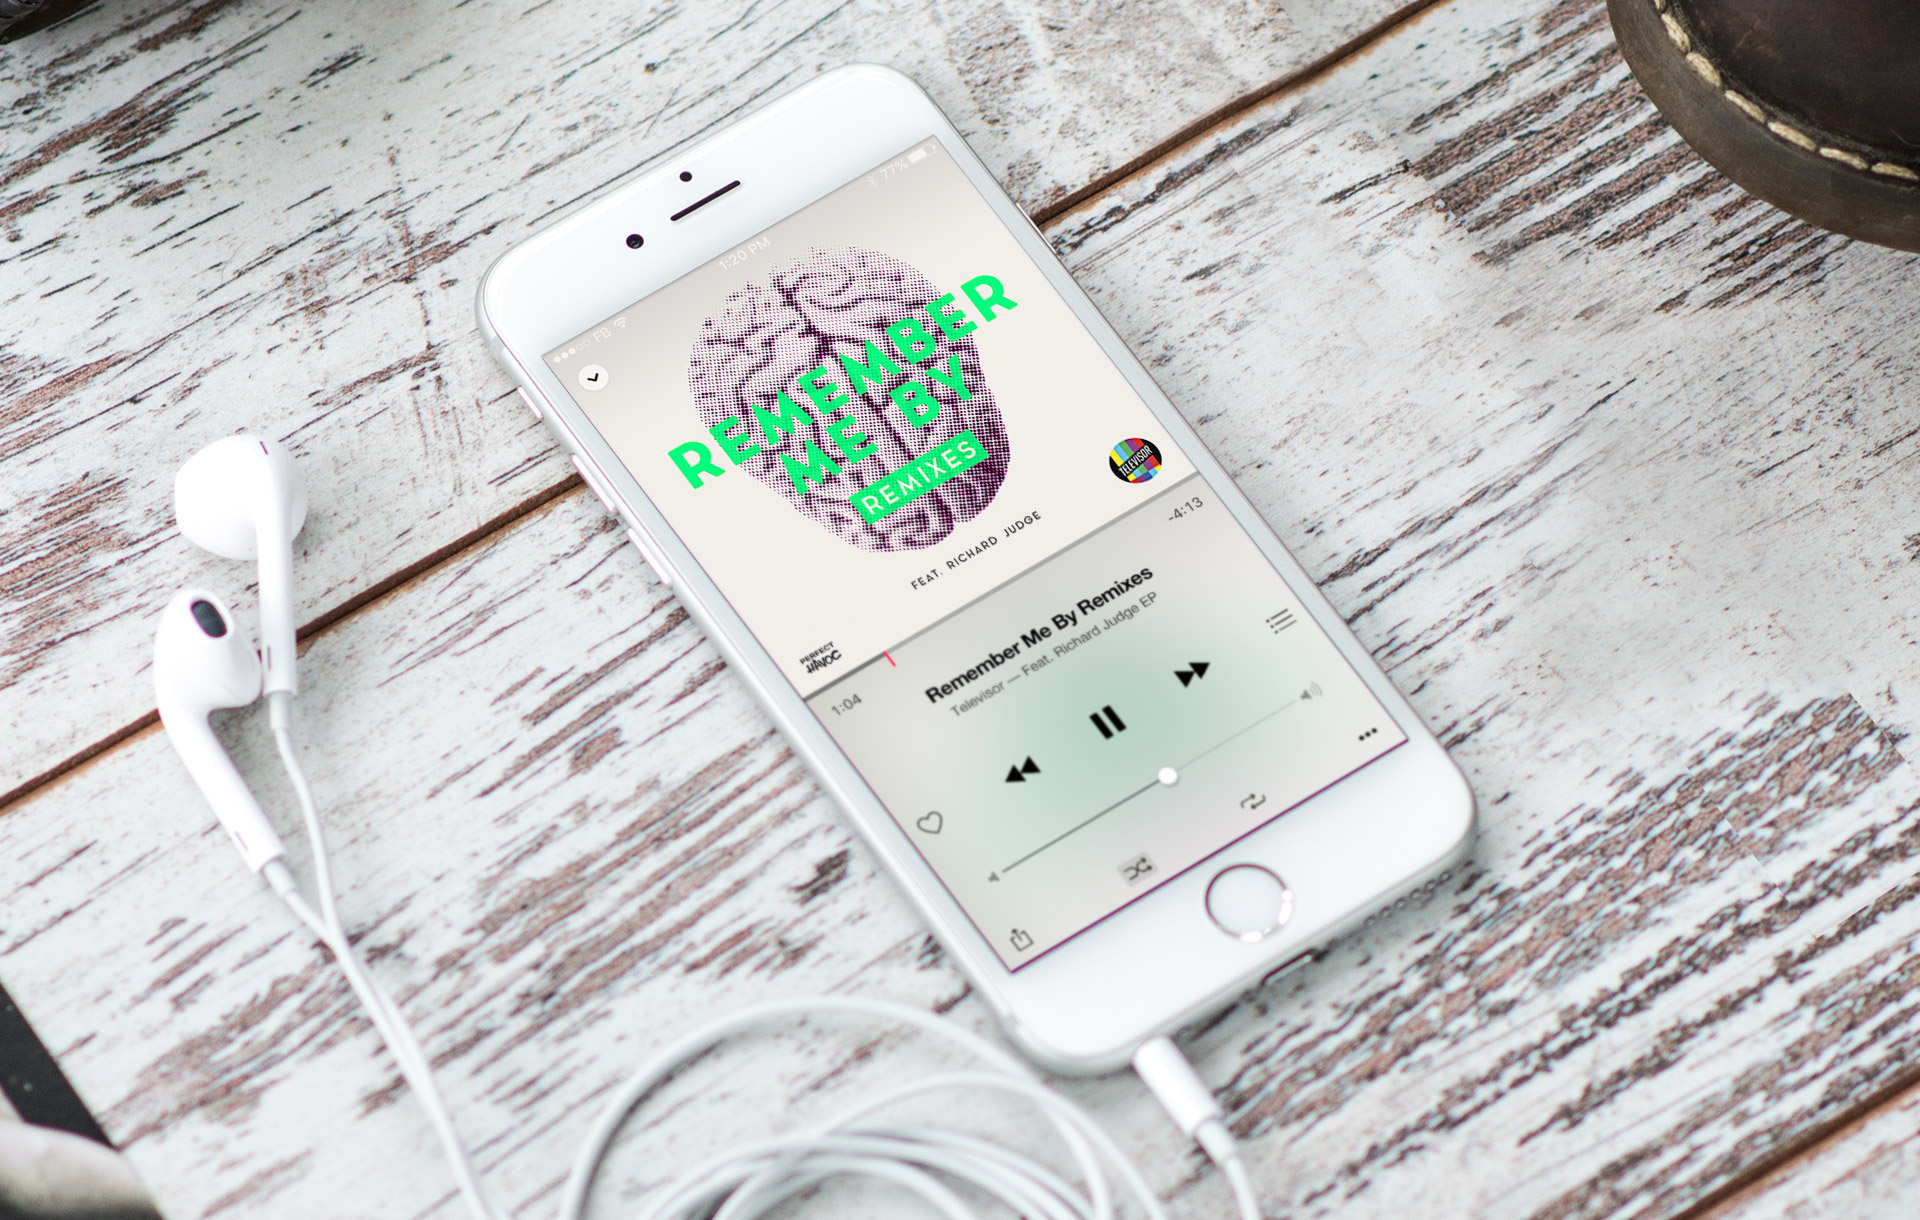 FB
1:20 PM
77%
REMEMBER
ME BY
REMIXES
FEAT. RICHARD JUDGE
TELEVISOR
PERFECT
HAVOC
1:04
-4:13
Remember Me By Remixes
Televisor — Feat. Richard Judge EP